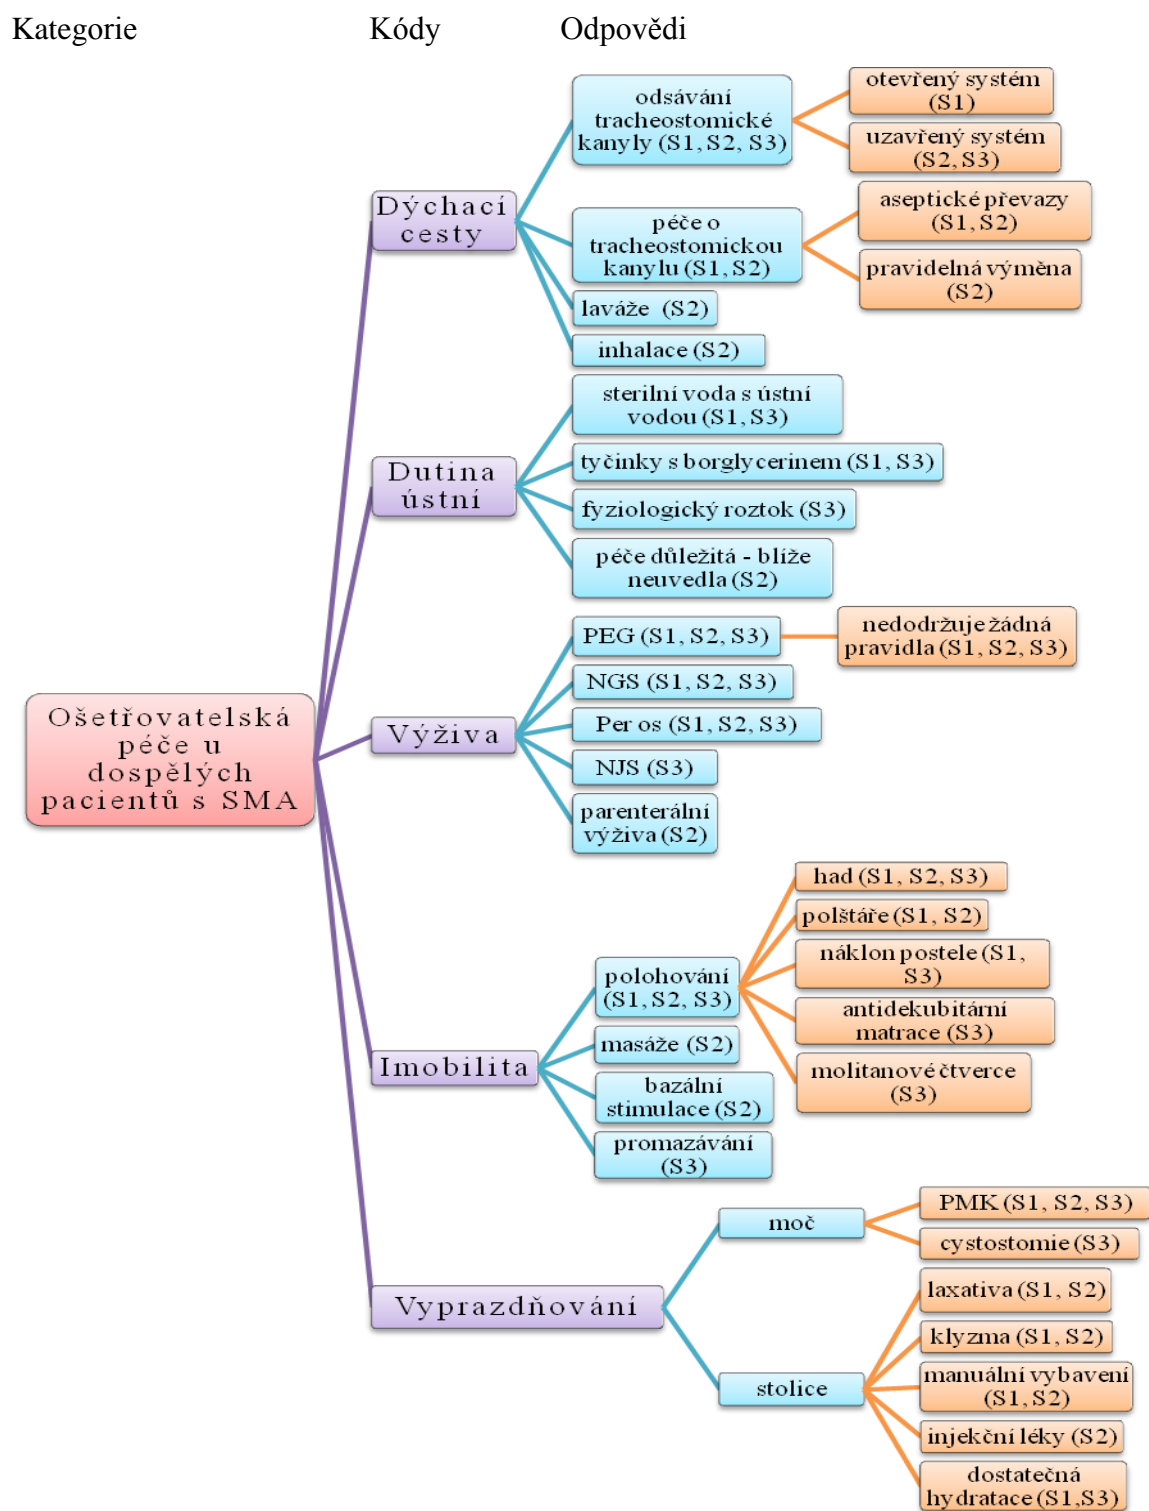 Kategorie
Kódy
Odpovědi
Ošetřovatelská
péče u
dospělých
pacientů s SMA
Dýchací
cesty
odsávání
tracheostomické
kanyly (S1, S2, S3)
otevřený systém
(S1)
uzavřený systém
(S2, S3)
péče o
tracheostomickou
kanylu (S1, S2)
aseptické převazy
(S1, S2)
pravidelná výměna
(S2)
laváže (S2)
inhalace (S2)
Dutina
ústní
sterilní voda s ústní
vodou (S1, S3)
tyčinky s borglycerinem (S1, S3)
fyziologický roztok (S3)
péče důležitá - blíže
neuvedla (S2)
Výživa
PEG (S1, S2, S3)
nedodržuje žádná
pravidla (S1, S2, S3)
NGS (S1, S2, S3)
Per os (S1, S2, S3)
NJS (S3)
parenterální
výživa (S2)
Imobilita
polohování
(S1, S2, S3)
had (S1, S2, S3)
polštáře (S1, S2)
náklon postele (S1,
S3)
antidekubitární
matrace (S3)
molitanové čtverce
(S3)
masáže (S2)
bazální
stimulace (S2)
promazávání
(S3)
Vyprazdňování
moč
PMK (S1, S2, S3)
cystostomie (S3)
stolice
laxativa (S1, S2)
klyzma (S1, S2)
manuální vybavení
(S1, S2)
injekční léky (S2)
dostatečná
hydratace (S1,S3)